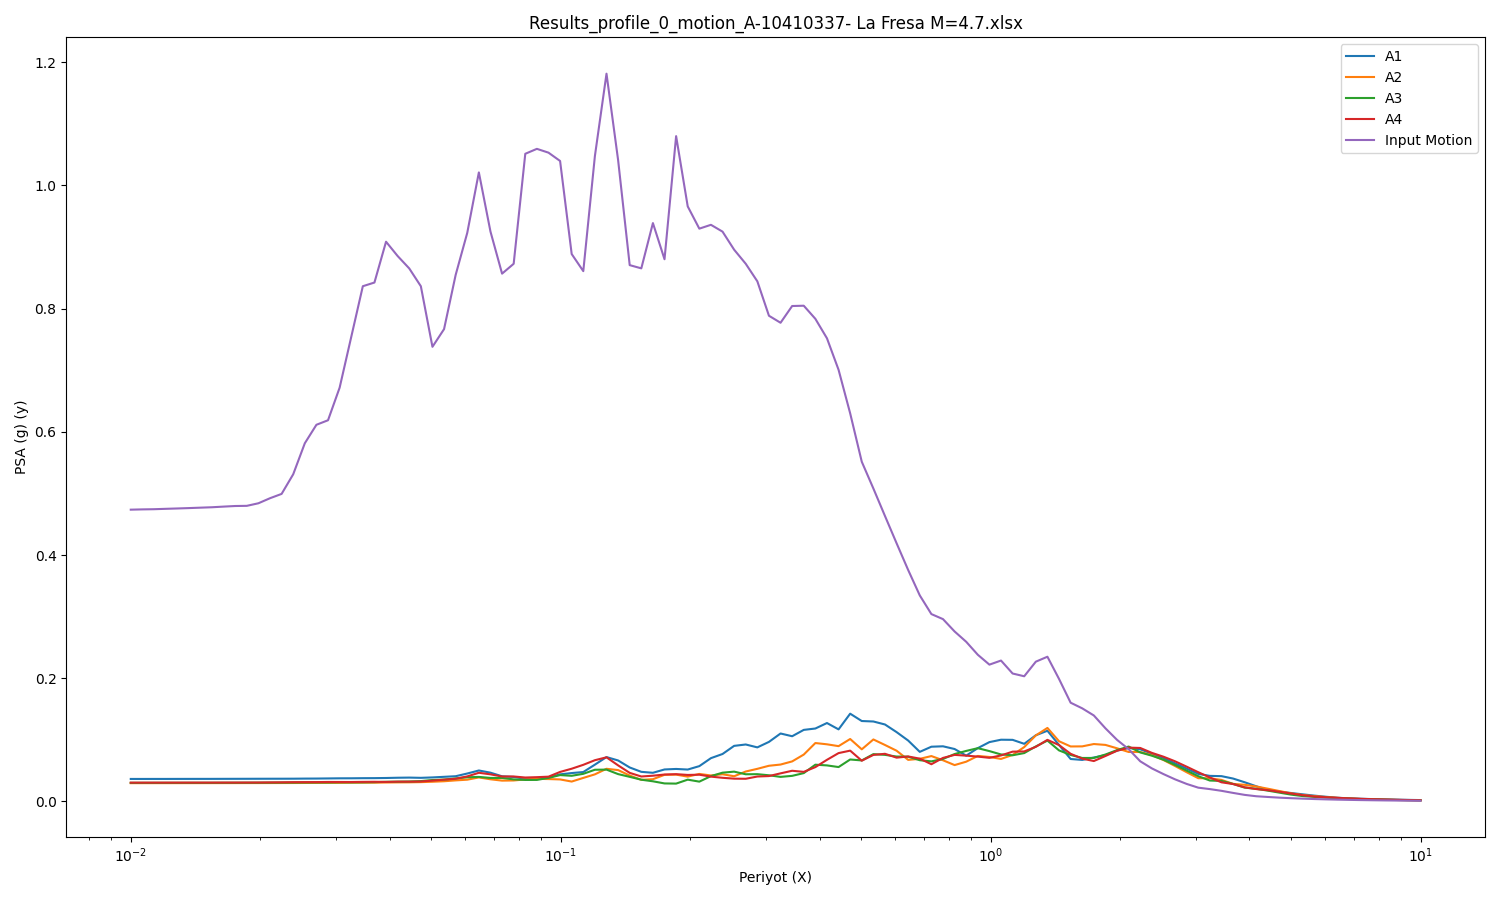 Results_profile_0_motion_A-10410337- La Fresa M=4.7.xlsx
A1
A2
A3
A4
Input Motion
PSA (g) (y)
1.2
1.0
0.8
0.6
0.4
0.2
0.0
10⁻² 10⁻¹ 10⁰ 10¹
Periyot (X)